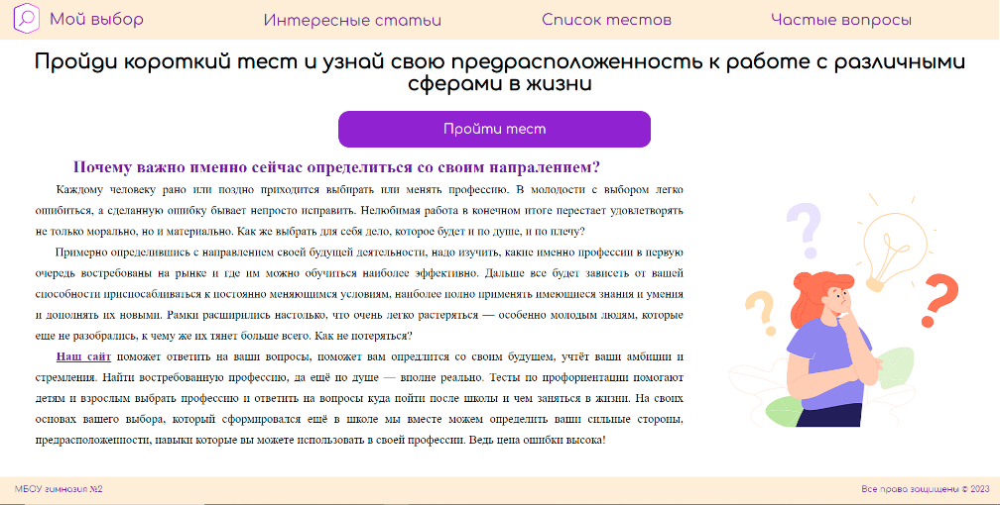 Мой выбор
Интересные статьи
Список тестов
Частые вопросы
Пройди короткий тест и узнай свою предрасположенность к работе с различными
сферами в жизни
Пройти тест
Почему важно именно сейчас определиться со своим напралением?
Каждому человеку рано или поздно приходится выбирать или менять профессию. В молодости с выбором легко
ошибиться, а сделанную ошибку бывает непросто исправить. Нелюбимая работа в конечном итоге перестает удовлетворять
не только морально, но и материально. Как же выбрать для себя дело, которое будет и по душе, и по плечу?
Примерно определившись с направлением своей будущей деятельности, надо изучить, какие именно профессии в первую
очередь востребованы на рынке и где им можно обучиться наиболее эффективно. Дальше все будет зависеть от вашей
способности приспосабливаться к постоянно меняющимся условиям, наиболее полно применять имеющиеся знания и умения
и дополнять их новыми. Рамки расширились настолько, что очень легко растеряться — особенно молодым людям, которые
еще не разобрались, к чему же их тянет больше всего. Как не потеряться?
Наш сайт поможет ответить на ваши вопросы, поможет вам опредлится со своим будущем, учтёт ваши амбиции и
стремления. Найти востребованную профессию, да ещё по душе — вполне реально. Тесты по профориентации помогают
детям и взрослым выбрать профессию и ответить на вопросы куда пойти после школы и чем заняться в жизни. На своих
основах вашего выбора, который сформировался ещё в школе мы вместе можем определить ваши сильные стороны,
предрасположенности, навыки которые вы можете использовать в своей профессии. Ведь цена ошибки высока!
МБОУ гимназия №2
Все права защищены © 2023